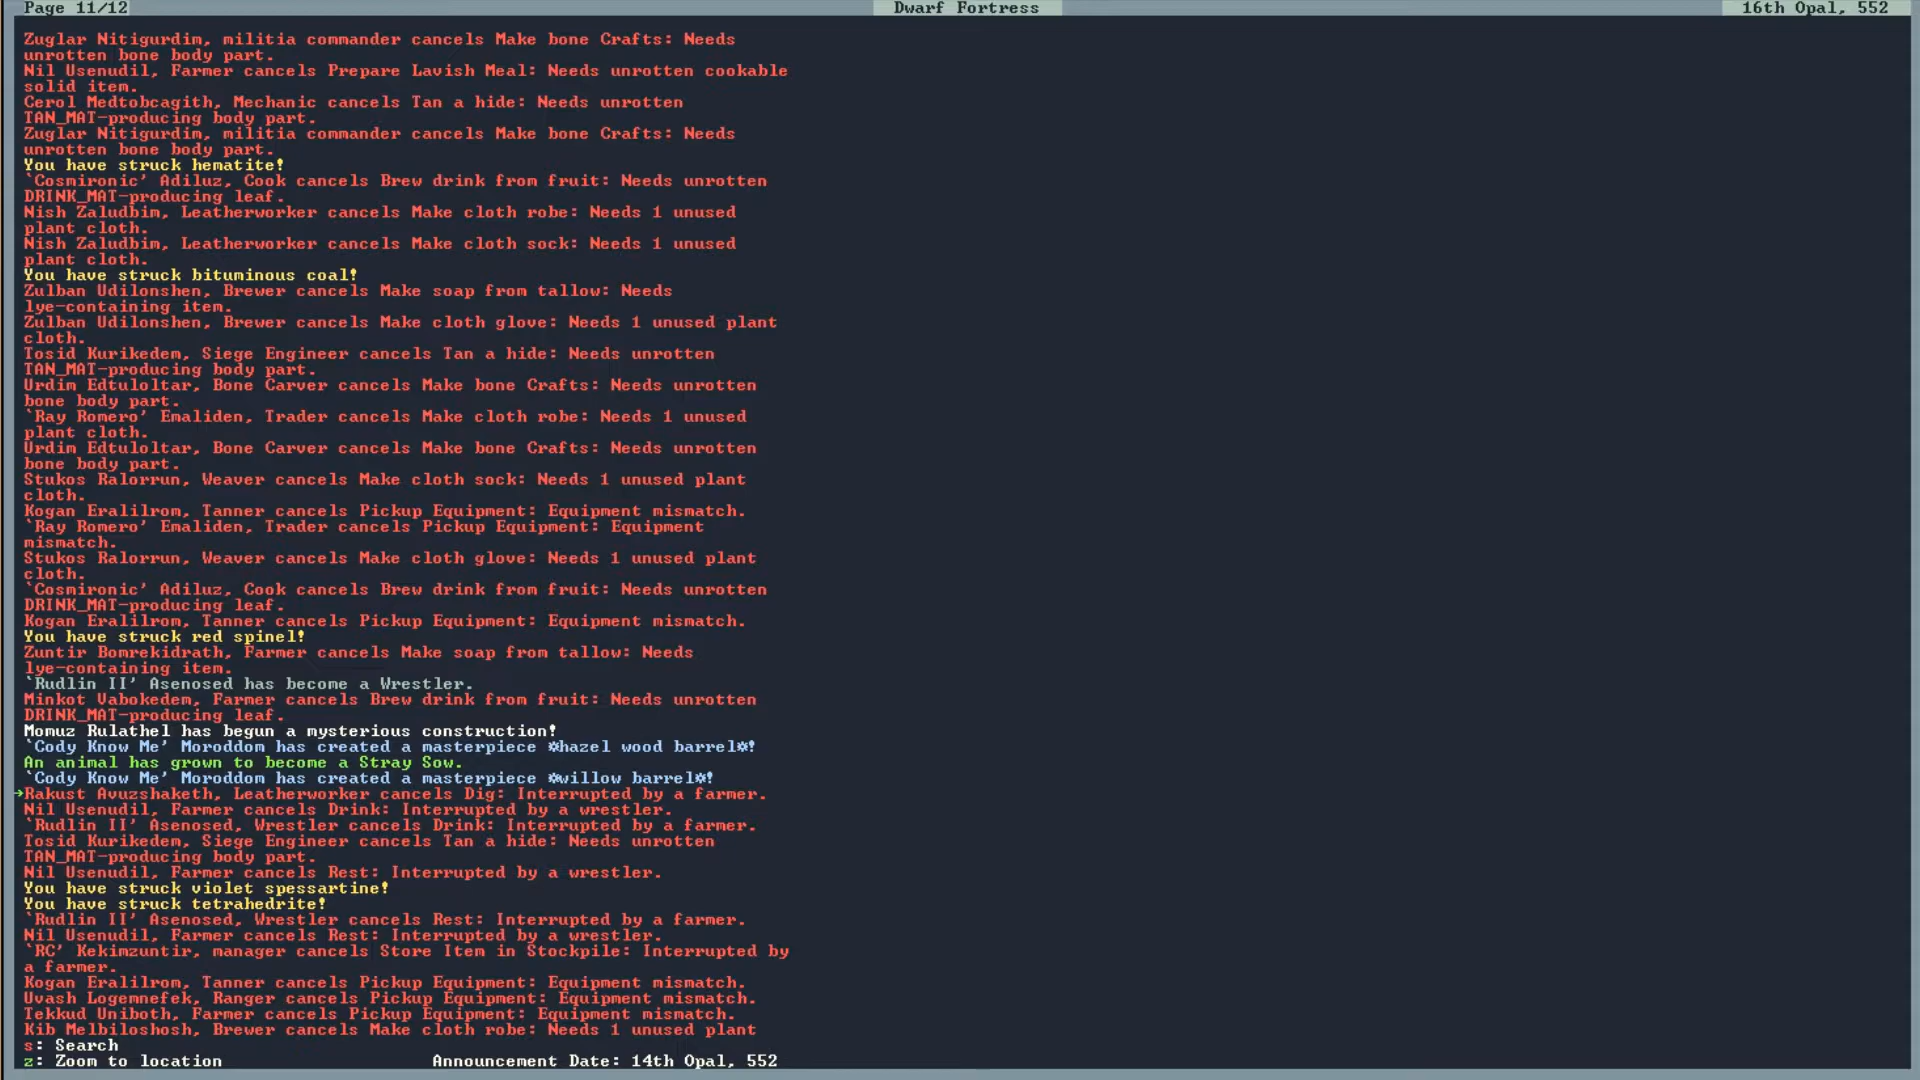 Page 11/12 Dwarf Fortress 16th Opal, 552
Zuglar Nitigurdim, militia commander cancels Make bone Crafts: Needs
unrotten bone body part.
Nil Usenudil, Farmer cancels Prepare Lavish Meal: Needs unrotten cookable
solid item.
Cerol Medtobcagith, Mechanic cancels Tan a hide: Needs unrotten
TAN_MAT-producing body part.
Zuglar Nitigurdim, militia commander cancels Make bone Crafts: Needs
unrotten bone body part.
You have struck hematite!
`Cosmironic' Adiluz, Cook cancels Brew drink from fruit: Needs unrotten
DRINK_MAT-producing leaf.
Nish Zaludbim, Leatherworker cancels Make cloth robe: Needs 1 unused
plant cloth.
Nish Zaludbim, Leatherworker cancels Make cloth sock: Needs 1 unused
plant cloth.
You have struck bituminous coal!
Zulban Udilonshen, Brewer cancels Make soap from tallow: Needs
lye-containing item.
Zulban Udilonshen, Brewer cancels Make cloth glove: Needs 1 unused plant
cloth.
Tosid Kurikedem, Siege Engineer cancels Tan a hide: Needs unrotten
TAN_MAT-producing body part.
Urdim Edtuloltar, Bone Carver cancels Make bone Crafts: Needs unrotten
bone body part.
`Ray Romero' Emaliden, Trader cancels Make cloth robe: Needs 1 unused
plant cloth.
Urdim Edtuloltar, Bone Carver cancels Make bone Crafts: Needs unrotten
bone body part.
Stukos Ralorrun, Weaver cancels Make cloth sock: Needs 1 unused plant
cloth.
Kogan Eralilrom, Tanner cancels Pickup Equipment: Equipment mismatch.
`Ray Romero' Emaliden, Trader cancels Pickup Equipment: Equipment
mismatch.
Stukos Ralorrun, Weaver cancels Make cloth glove: Needs 1 unused plant
cloth.
`Cosmironic' Adiluz, Cook cancels Brew drink from fruit: Needs unrotten
DRINK_MAT-producing leaf.
Kogan Eralilrom, Tanner cancels Pickup Equipment: Equipment mismatch.
You have struck red spinel!
Zuntir Bomrekidrath, Farmer cancels Make soap from tallow: Needs
lye-containing item.
`Rudlin II' Asenosed has become a Wrestler.
Minkot Vabokedem, Farmer cancels Brew drink from fruit: Needs unrotten
DRINK_MAT-producing leaf.
Momuz Rulathel has begun a mysterious construction!
`Cody Know Me' Moroddom has created a masterpiece ☼hazel wood barrel☼!
An animal has grown to become a Stray Sow.
`Cody Know Me' Moroddom has created a masterpiece ☼willow barrel☼!
→Rakust Avuzshaketh, Leatherworker cancels Dig: Interrupted by a farmer.
Nil Usenudil, Farmer cancels Drink: Interrupted by a wrestler.
`Rudlin II' Asenosed, Wrestler cancels Drink: Interrupted by a farmer.
Tosid Kurikedem, Siege Engineer cancels Tan a hide: Needs unrotten
TAN_MAT-producing body part.
Nil Usenudil, Farmer cancels Rest: Interrupted by a wrestler.
You have struck violet spessartine!
You have struck tetrahedrite!
`Rudlin II' Asenosed, Wrestler cancels Rest: Interrupted by a farmer.
Nil Usenudil, Farmer cancels Rest: Interrupted by a wrestler.
`RC' Kekimzuntir, manager cancels Store Item in Stockpile: Interrupted by
a farmer.
Kogan Eralilrom, Tanner cancels Pickup Equipment: Equipment mismatch.
Uvash Logemnefek, Ranger cancels Pickup Equipment: Equipment mismatch.
Tekkud Uniboth, Farmer cancels Pickup Equipment: Equipment mismatch.
Kib Melbiloshosh, Brewer cancels Make cloth robe: Needs 1 unused plant
s: Search
z: Zoom to location Announcement Date: 14th Opal, 552